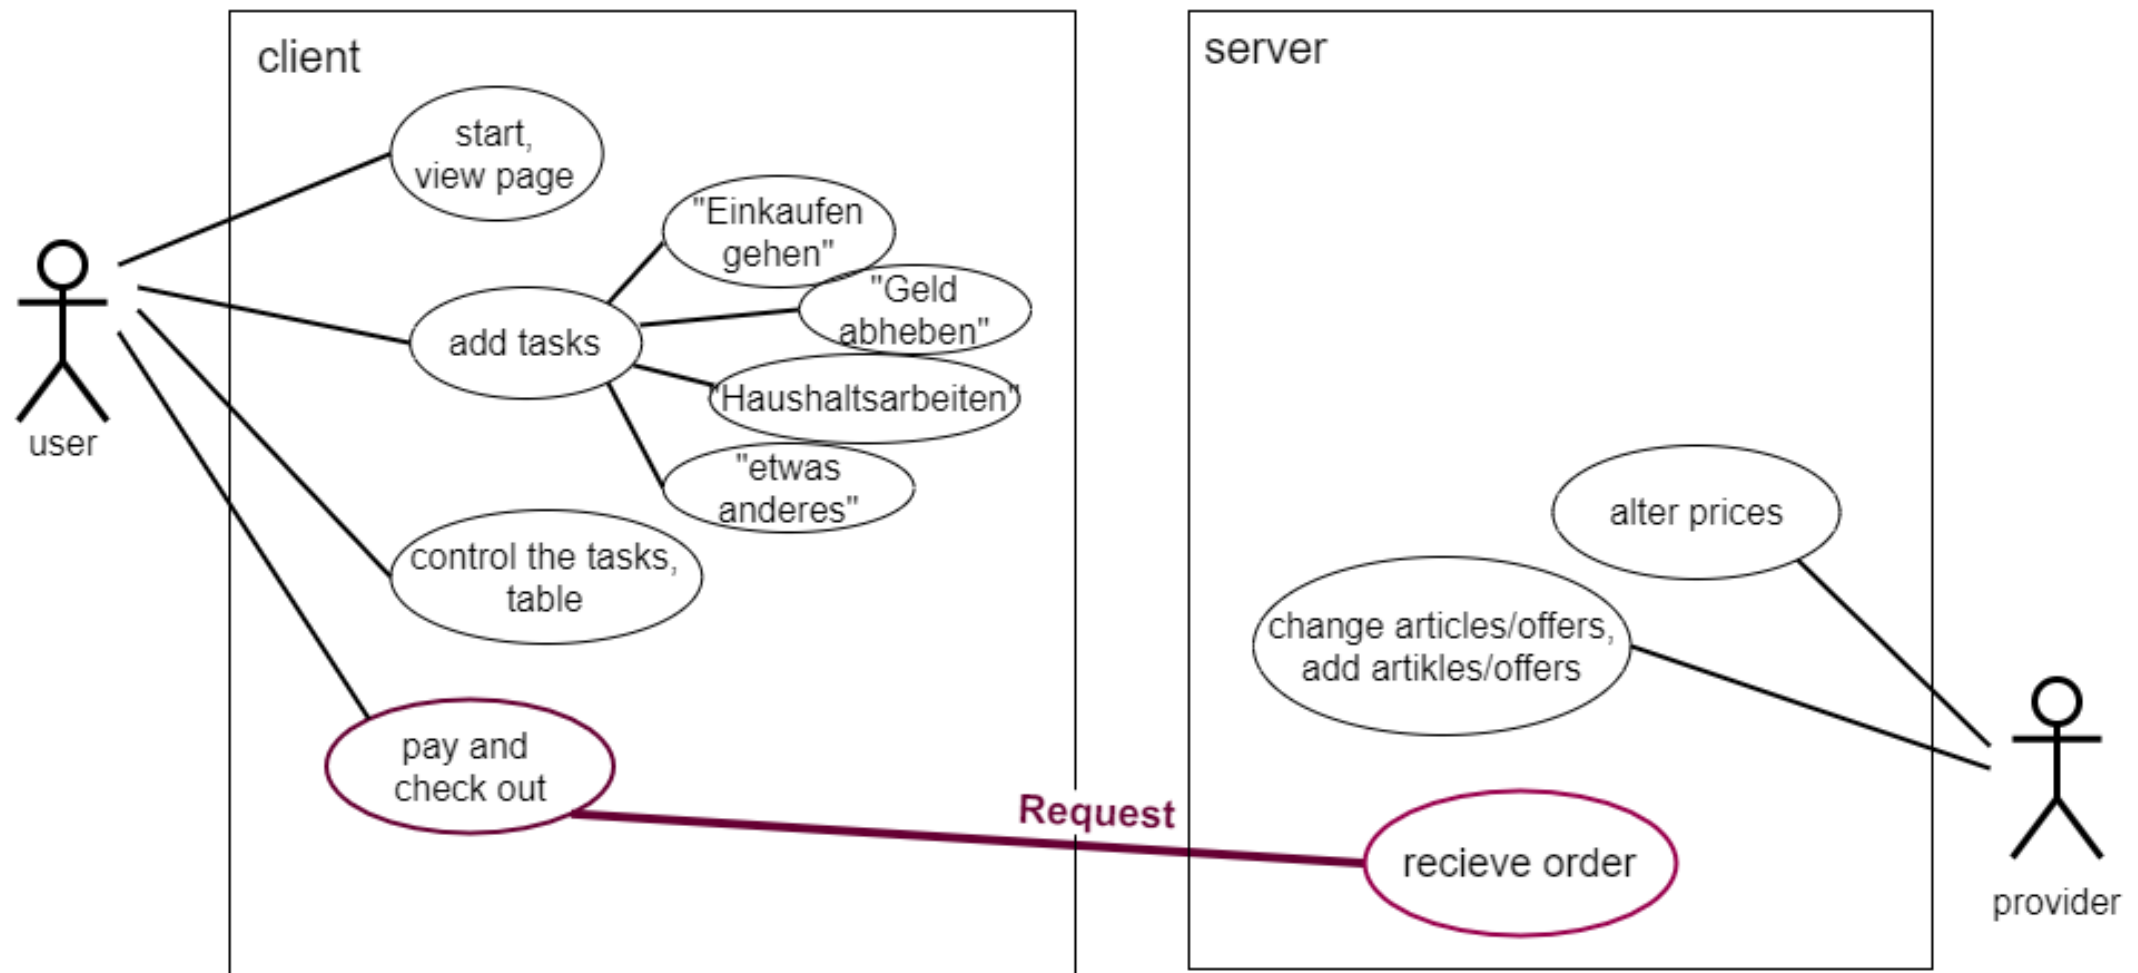 client
server
start,
view page
"Einkaufen
gehen"
"Geld
abheben"
add tasks
"Haushaltsarbeiten"
user
"etwas
anderes"
alter prices
control the tasks,
table
change articles/offers,
add artikles/offers
pay and
check out
Request
recieve order
provider